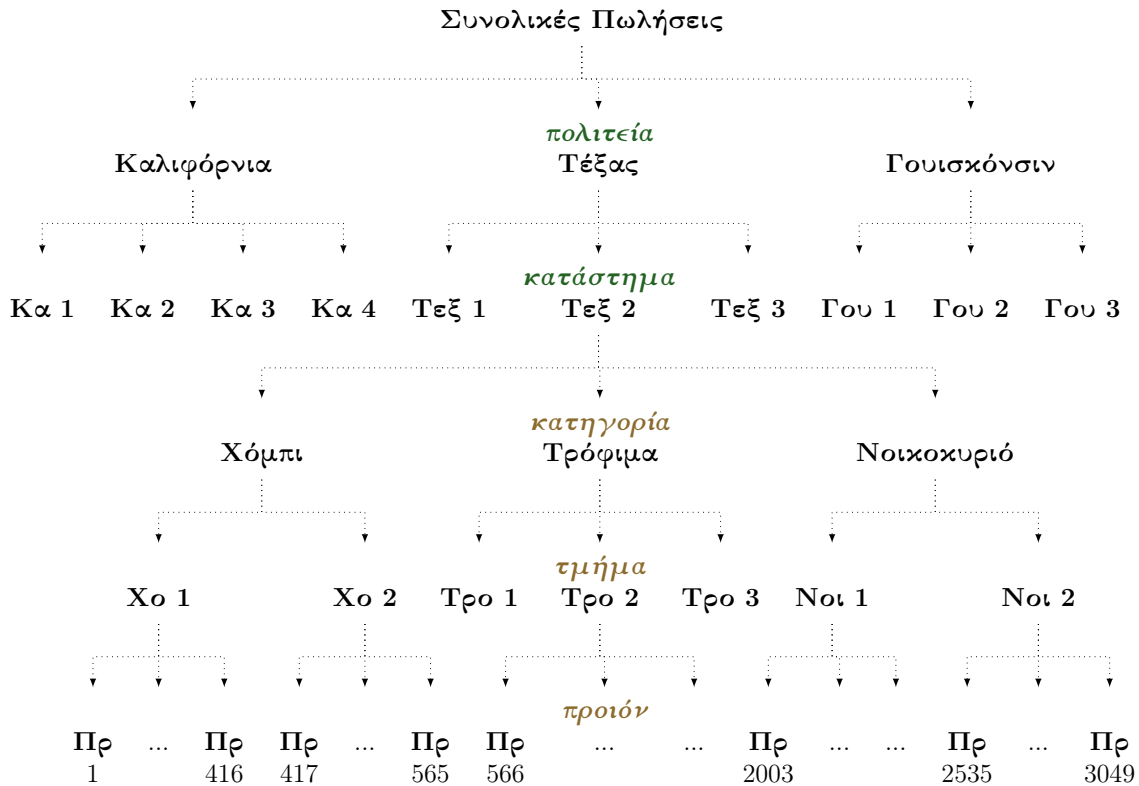 Συνολικές Πωλήσεις
πολιτεία
Καλιφόρνια Τέξας Γουισκόνσιν
κατάστημα
Κα 1 Κα 2 Κα 3 Κα 4 Τεξ 1 Τεξ 2 Τεξ 3 Γου 1 Γου 2 Γου 3
κατηγορία
Χόμπι Τρόφιμα Νοικοκυριό
τμήμα
Χο 1 Χο 2 Τρο 1 Τρο 2 Τρο 3 Νοι 1 Νοι 2
προιόν
Πρ ... Πρ Πρ ... Πρ Πρ ... ... Πρ ... ... Πρ ... Πρ
1 416 417 565 566 2003 2535 3049